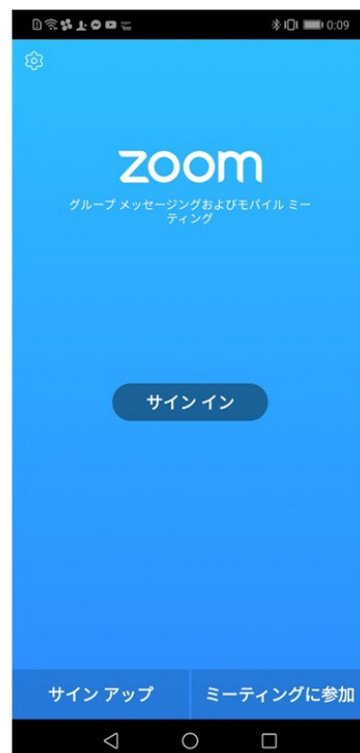 0:09
zoom
グループ メッセージングおよびモバイル ミー
ティング
サイン イン
サイン アップ
ミーティングに参加